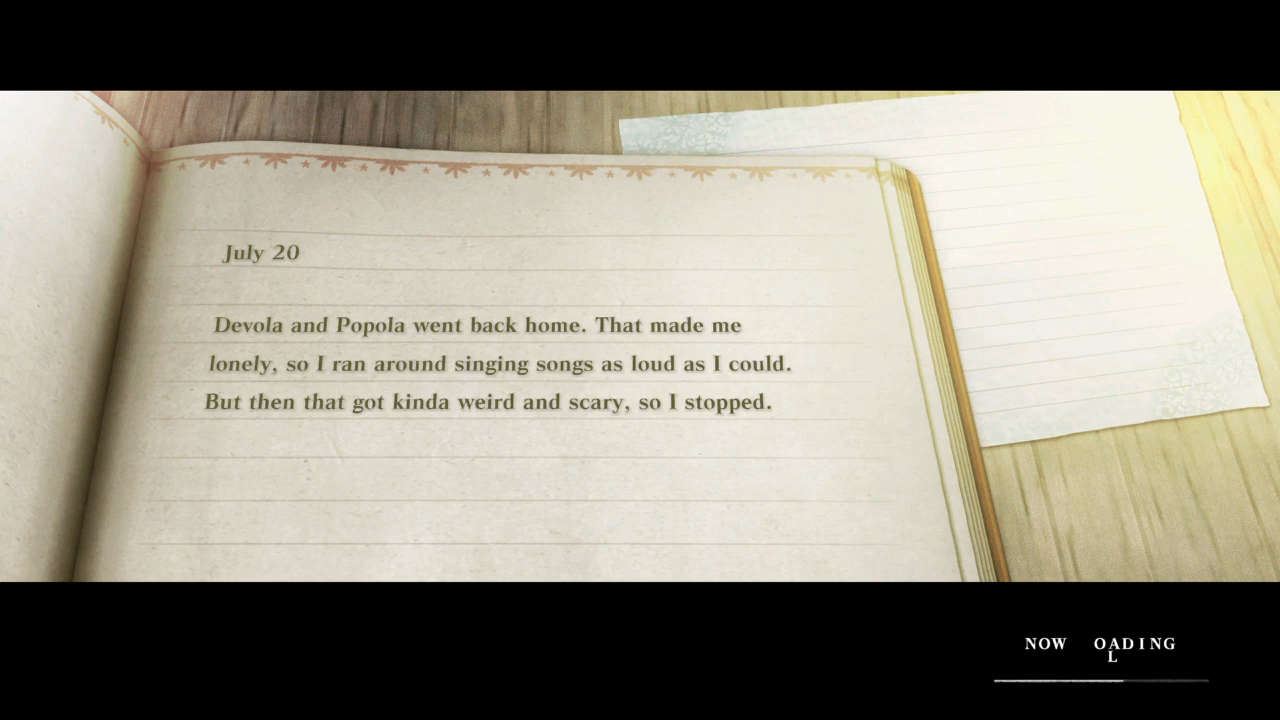 July 20
Devola and Popola went back home. That made me
lonely, so I ran around singing songs as loud as I could.
But then that got kinda weird and scary, so I stopped.
NOW LOADING